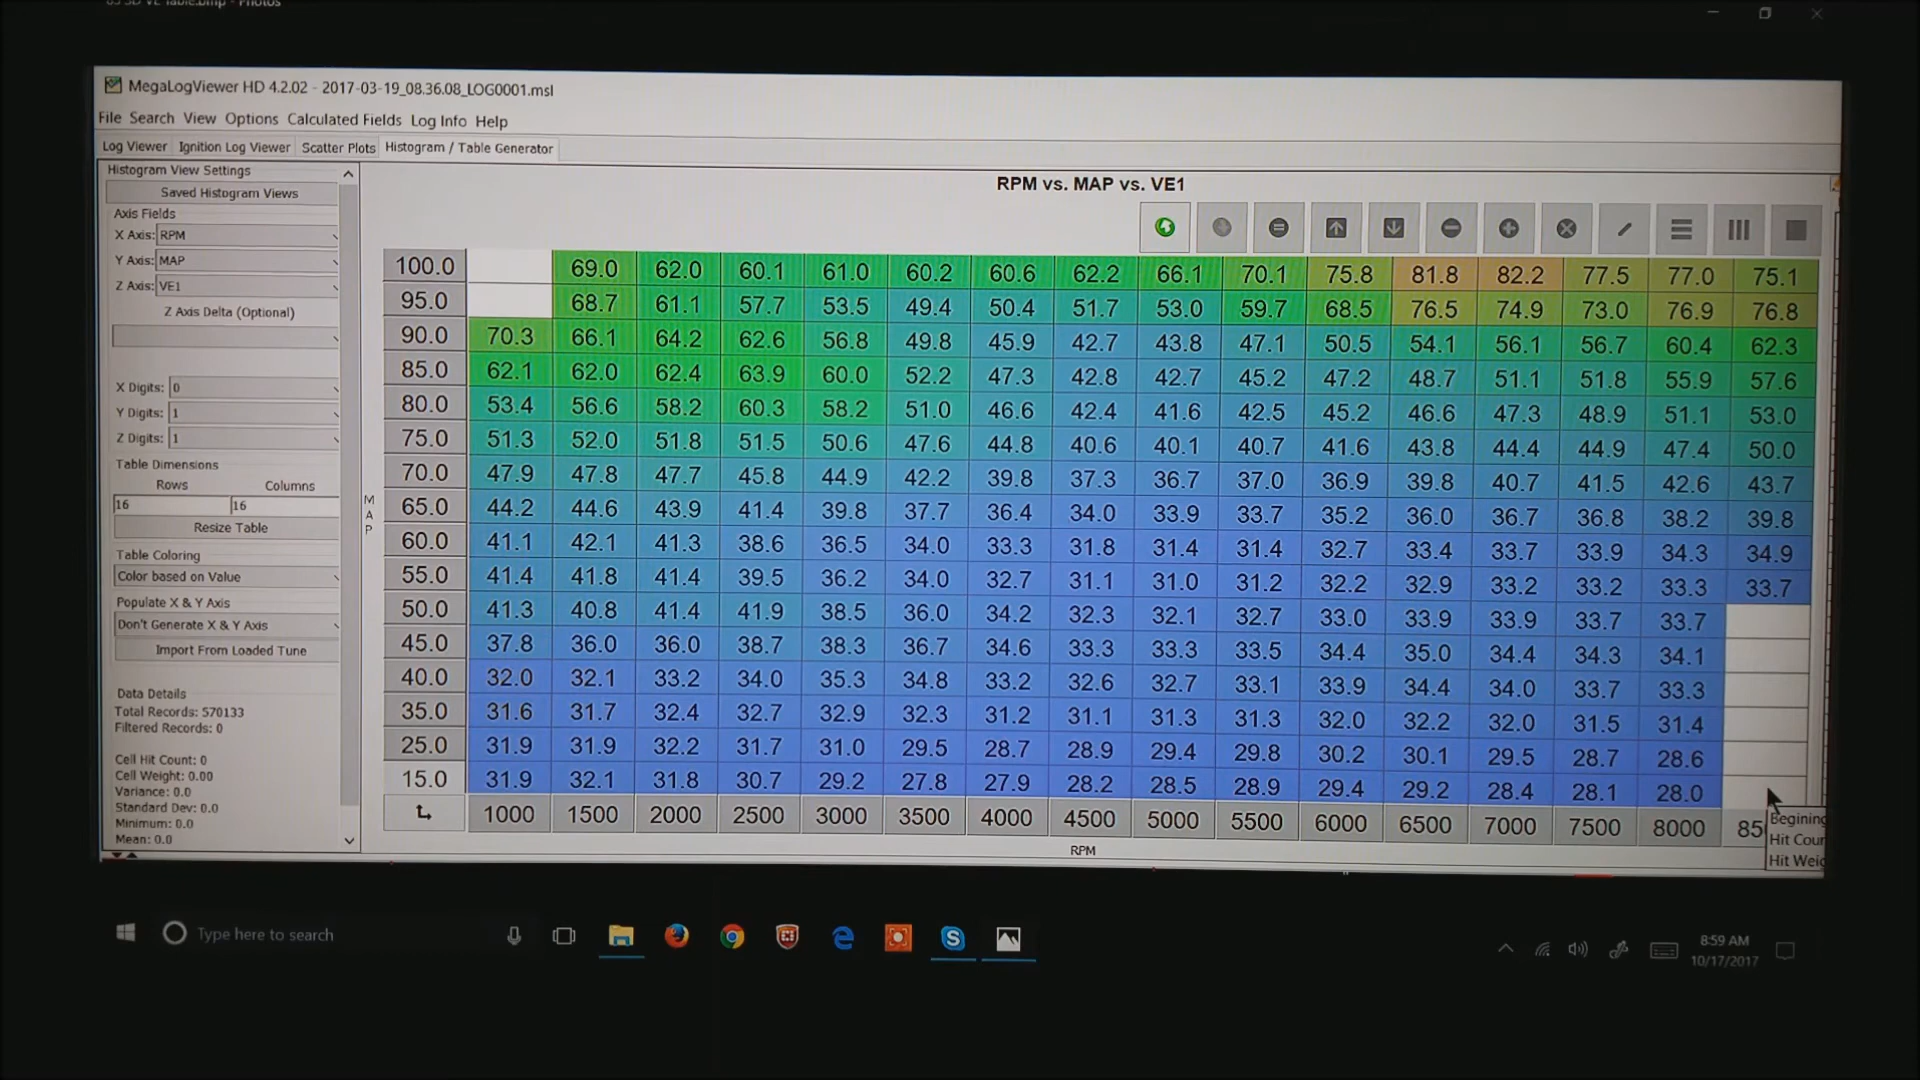 MegaLogViewer HD 4.2.02 - 2017-03-19_08.36.08_LOG0001.msl
File Search View Options Calculated Fields Log Info Help
Log Viewer Ignition Log Viewer Scatter Plots Histogram / Table Generator
Histogram View Settings
Saved Histogram Views
Axis Fields
X Axis: RPM
Y Axis: MAP
Z Axis: VE1
Z Axis Delta (Optional)
X Digits: 0
Y Digits: 1
Z Digits: 1
Table Dimensions
Rows Columns
16 16
Resize Table
Table Coloring
Color based on Value
Populate X & Y Axis
Don't Generate X & Y Axis
Import From Loaded Tune
Data Details
Total Records: 570133
Filtered Records: 0
Cell Hit Count: 0
Cell Weight: 0.00
Variance: 0.0
Standard Dev: 0.0
Minimum: 0.0
Mean: 0.0
RPM vs. MAP vs. VE1
MAP
100.0 69.0 62.0 60.1 61.0 60.2 60.6 62.2 66.1 70.1 75.8 81.8 82.2 77.5 77.0 75.1
95.0 68.7 61.1 57.7 53.5 49.4 50.4 51.7 53.0 59.7 68.5 76.5 74.9 73.0 76.9 76.8
90.0 70.3 66.1 64.2 62.6 56.8 49.8 45.9 42.7 43.8 47.1 50.5 54.1 56.1 56.7 60.4 62.3
85.0 62.1 62.0 62.4 63.9 60.0 52.2 47.3 42.8 42.7 45.2 47.2 48.7 51.1 51.8 55.9 57.6
80.0 53.4 56.6 58.2 60.3 58.2 51.0 46.6 42.4 41.6 42.5 45.2 46.6 47.3 48.9 51.1 53.0
75.0 51.3 52.0 51.8 51.5 50.6 47.6 44.8 40.6 40.1 40.7 41.6 43.8 44.4 44.9 47.4 50.0
70.0 47.9 47.8 47.7 45.8 44.9 42.2 39.8 37.3 36.7 37.0 36.9 39.8 40.7 41.5 42.6 43.7
65.0 44.2 44.6 43.9 41.4 39.8 37.7 36.4 34.0 33.9 33.7 35.2 36.0 36.7 36.8 38.2 39.8
60.0 41.1 42.1 41.3 38.6 36.5 34.0 33.3 31.8 31.4 31.4 32.7 33.4 33.7 33.9 34.3 34.9
55.0 41.4 41.8 41.4 39.5 36.2 34.0 32.7 31.1 31.0 31.2 32.2 32.9 33.2 33.2 33.3 33.7
50.0 41.3 40.8 41.4 41.9 38.5 36.0 34.2 32.3 32.1 32.7 33.0 33.9 33.9 33.7 33.7
45.0 37.8 36.0 36.0 38.7 38.3 36.7 34.6 33.3 33.3 33.5 34.4 35.0 34.4 34.3 34.1
40.0 32.0 32.1 33.2 34.0 35.3 34.8 33.2 32.6 32.7 33.1 33.9 34.4 34.0 33.7 33.3
35.0 31.6 31.7 32.4 32.7 32.9 32.3 31.2 31.1 31.3 31.3 32.0 32.2 32.0 31.5 31.4
25.0 31.9 31.9 32.2 31.7 31.0 29.5 28.7 28.9 29.4 29.8 30.2 30.1 29.5 28.7 28.6
15.0 31.9 32.1 31.8 30.7 29.2 27.8 27.9 28.2 28.5 28.9 29.4 29.2 28.4 28.1 28.0
1000 1500 2000 2500 3000 3500 4000 4500 5000 5500 6000 6500 7000 7500 8000 85
RPM
Begining
Hit Coun
Hit Weig
Type here to search
8:59 AM
10/17/2017